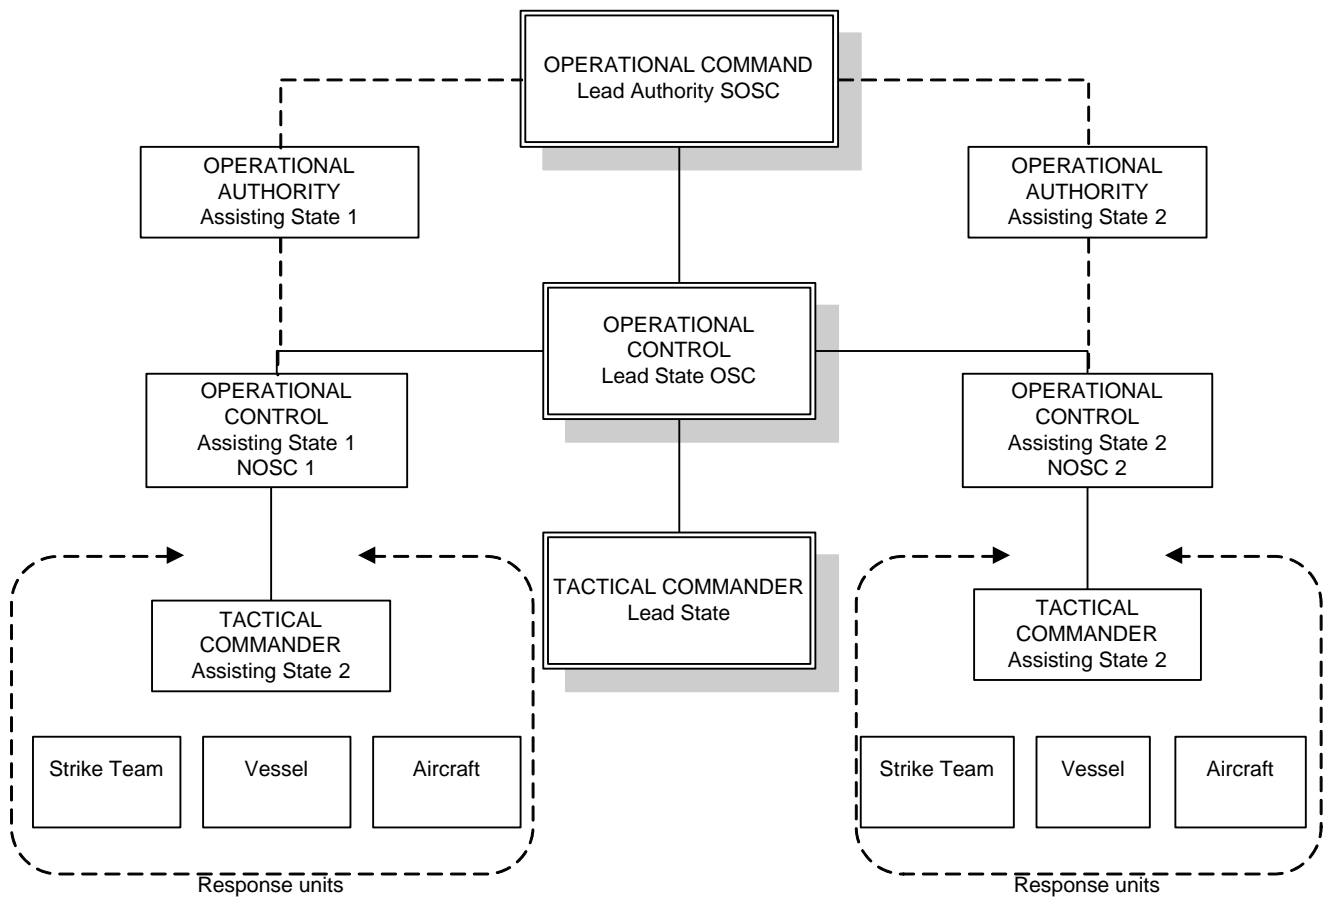 OPERATIONAL COMMAND
Lead Authority SOSC
OPERATIONAL
AUTHORITY
Assisting State 1
OPERATIONAL
AUTHORITY
Assisting State 2
OPERATIONAL
CONTROL
Lead State OSC
OPERATIONAL
CONTROL
Assisting State 1
NOSC 1
OPERATIONAL
CONTROL
Assisting State 2
NOSC 2
TACTICAL COMMANDER
Lead State
TACTICAL
COMMANDER
Assisting State 2
TACTICAL
COMMANDER
Assisting State 2
Strike Team
Vessel
Aircraft
Strike Team
Vessel
Aircraft
Response units
Response units